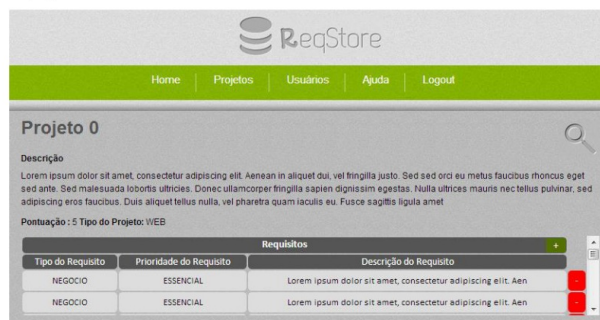 ReqStore
Home Projetos Usuários Ajuda Logout
Projeto 0
Descrição
Lorem ipsum dolor sit amet, consectetur adipiscing elit. Aenean in aliquet dui, vel fringilla justo. Sed sed orci eu metus faucibus rhoncus eget
sed ante. Sed malesuada lobortis ultricies. Donec ullamcorper fringilla sapien dignissim egestas. Nulla ultrices mauris nec tellus pulvinar, sed
adipiscing eros faucibus. Duis aliquet tellus nulla, vel pharetra quam iaculis eu. Fusce sagittis ligula amet
Pontuação : 5 Tipo do Projeto: WEB
Requisitos +
Tipo do Requisito Prioridade do Requisito Descrição do Requisito
NEGOCIO ESSENCIAL Lorem ipsum dolor sit amet, consectetur adipiscing elit. Aen -
NEGOCIO ESSENCIAL Lorem ipsum dolor sit amet, consectetur adipiscing elit. Aen -